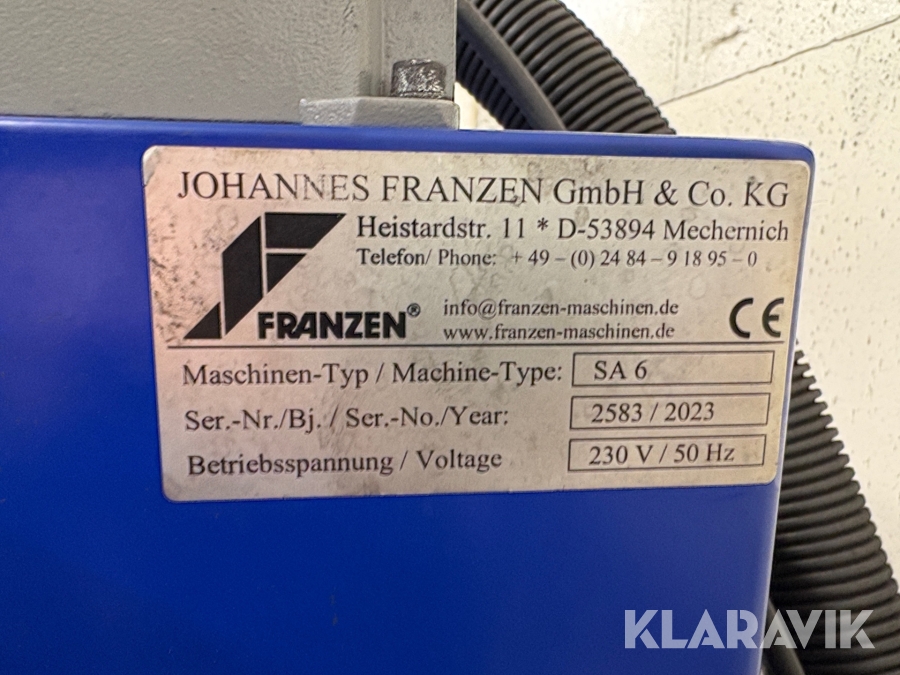 JOHANNES FRANZEN GmbH & Co. KG
Heistardstr. 11 * D-53894 Mechernich
Telefon/ Phone: + 49 – (0) 24 84 – 9 18 95 – 0
FRANZEN®
info@franzen-maschinen.de
www.franzen-maschinen.de
CE
Maschinen-Typ / Machine-Type: SA 6
Ser.-Nr./Bj. / Ser.-No./Year: 2583 / 2023
Betriebsspannung / Voltage 230 V / 50 Hz
KLARAVIK